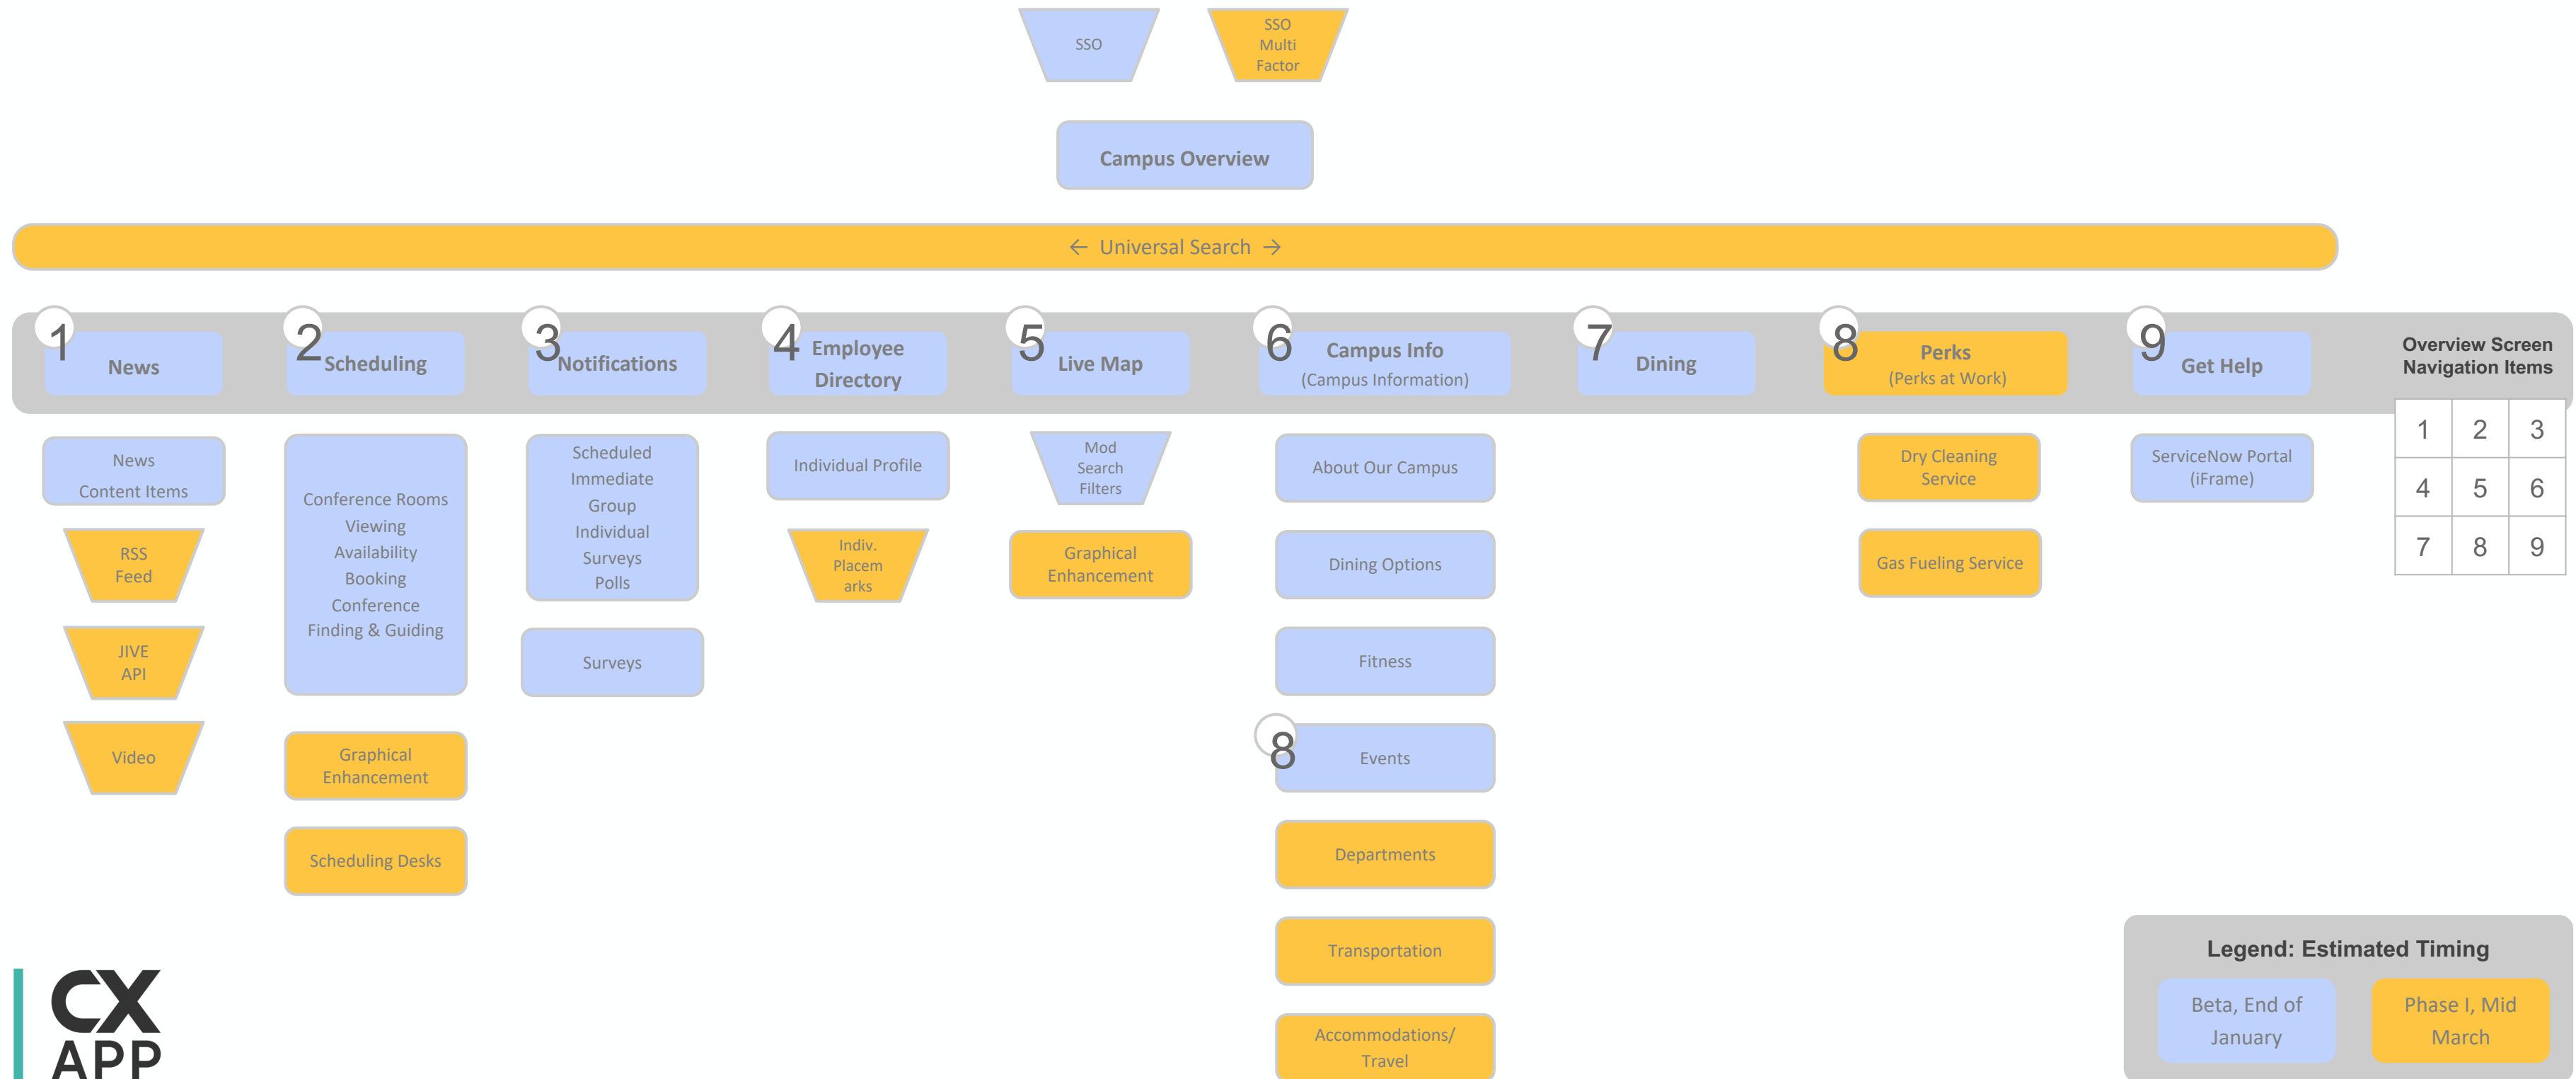 SSO
SSO
Multi
Factor
Campus Overview
← Universal Search →
1
News
2
Scheduling
3
Notifications
4
Employee
Directory
5
Live Map
6
Campus Info
(Campus Information)
7
Dining
8
Perks
(Perks at Work)
9
Get Help
Overview Screen
Navigation Items
1 2 3
4 5 6
7 8 9
News
Content Items
RSS
Feed
JIVE
API
Video
Conference Rooms
Viewing
Availability
Booking
Conference
Finding & Guiding
Graphical
Enhancement
Scheduling Desks
Scheduled
Immediate
Group
Individual
Surveys
Polls
Surveys
Individual Profile
Indiv.
Placem
arks
Mod
Search
Filters
Graphical
Enhancement
About Our Campus
Dining Options
Fitness
8
Events
Departments
Transportation
Accommodations/
Travel
Dry Cleaning
Service
Gas Fueling Service
ServiceNow Portal
(iFrame)
CX
APP
Legend: Estimated Timing
Beta, End of
January
Phase I, Mid
March